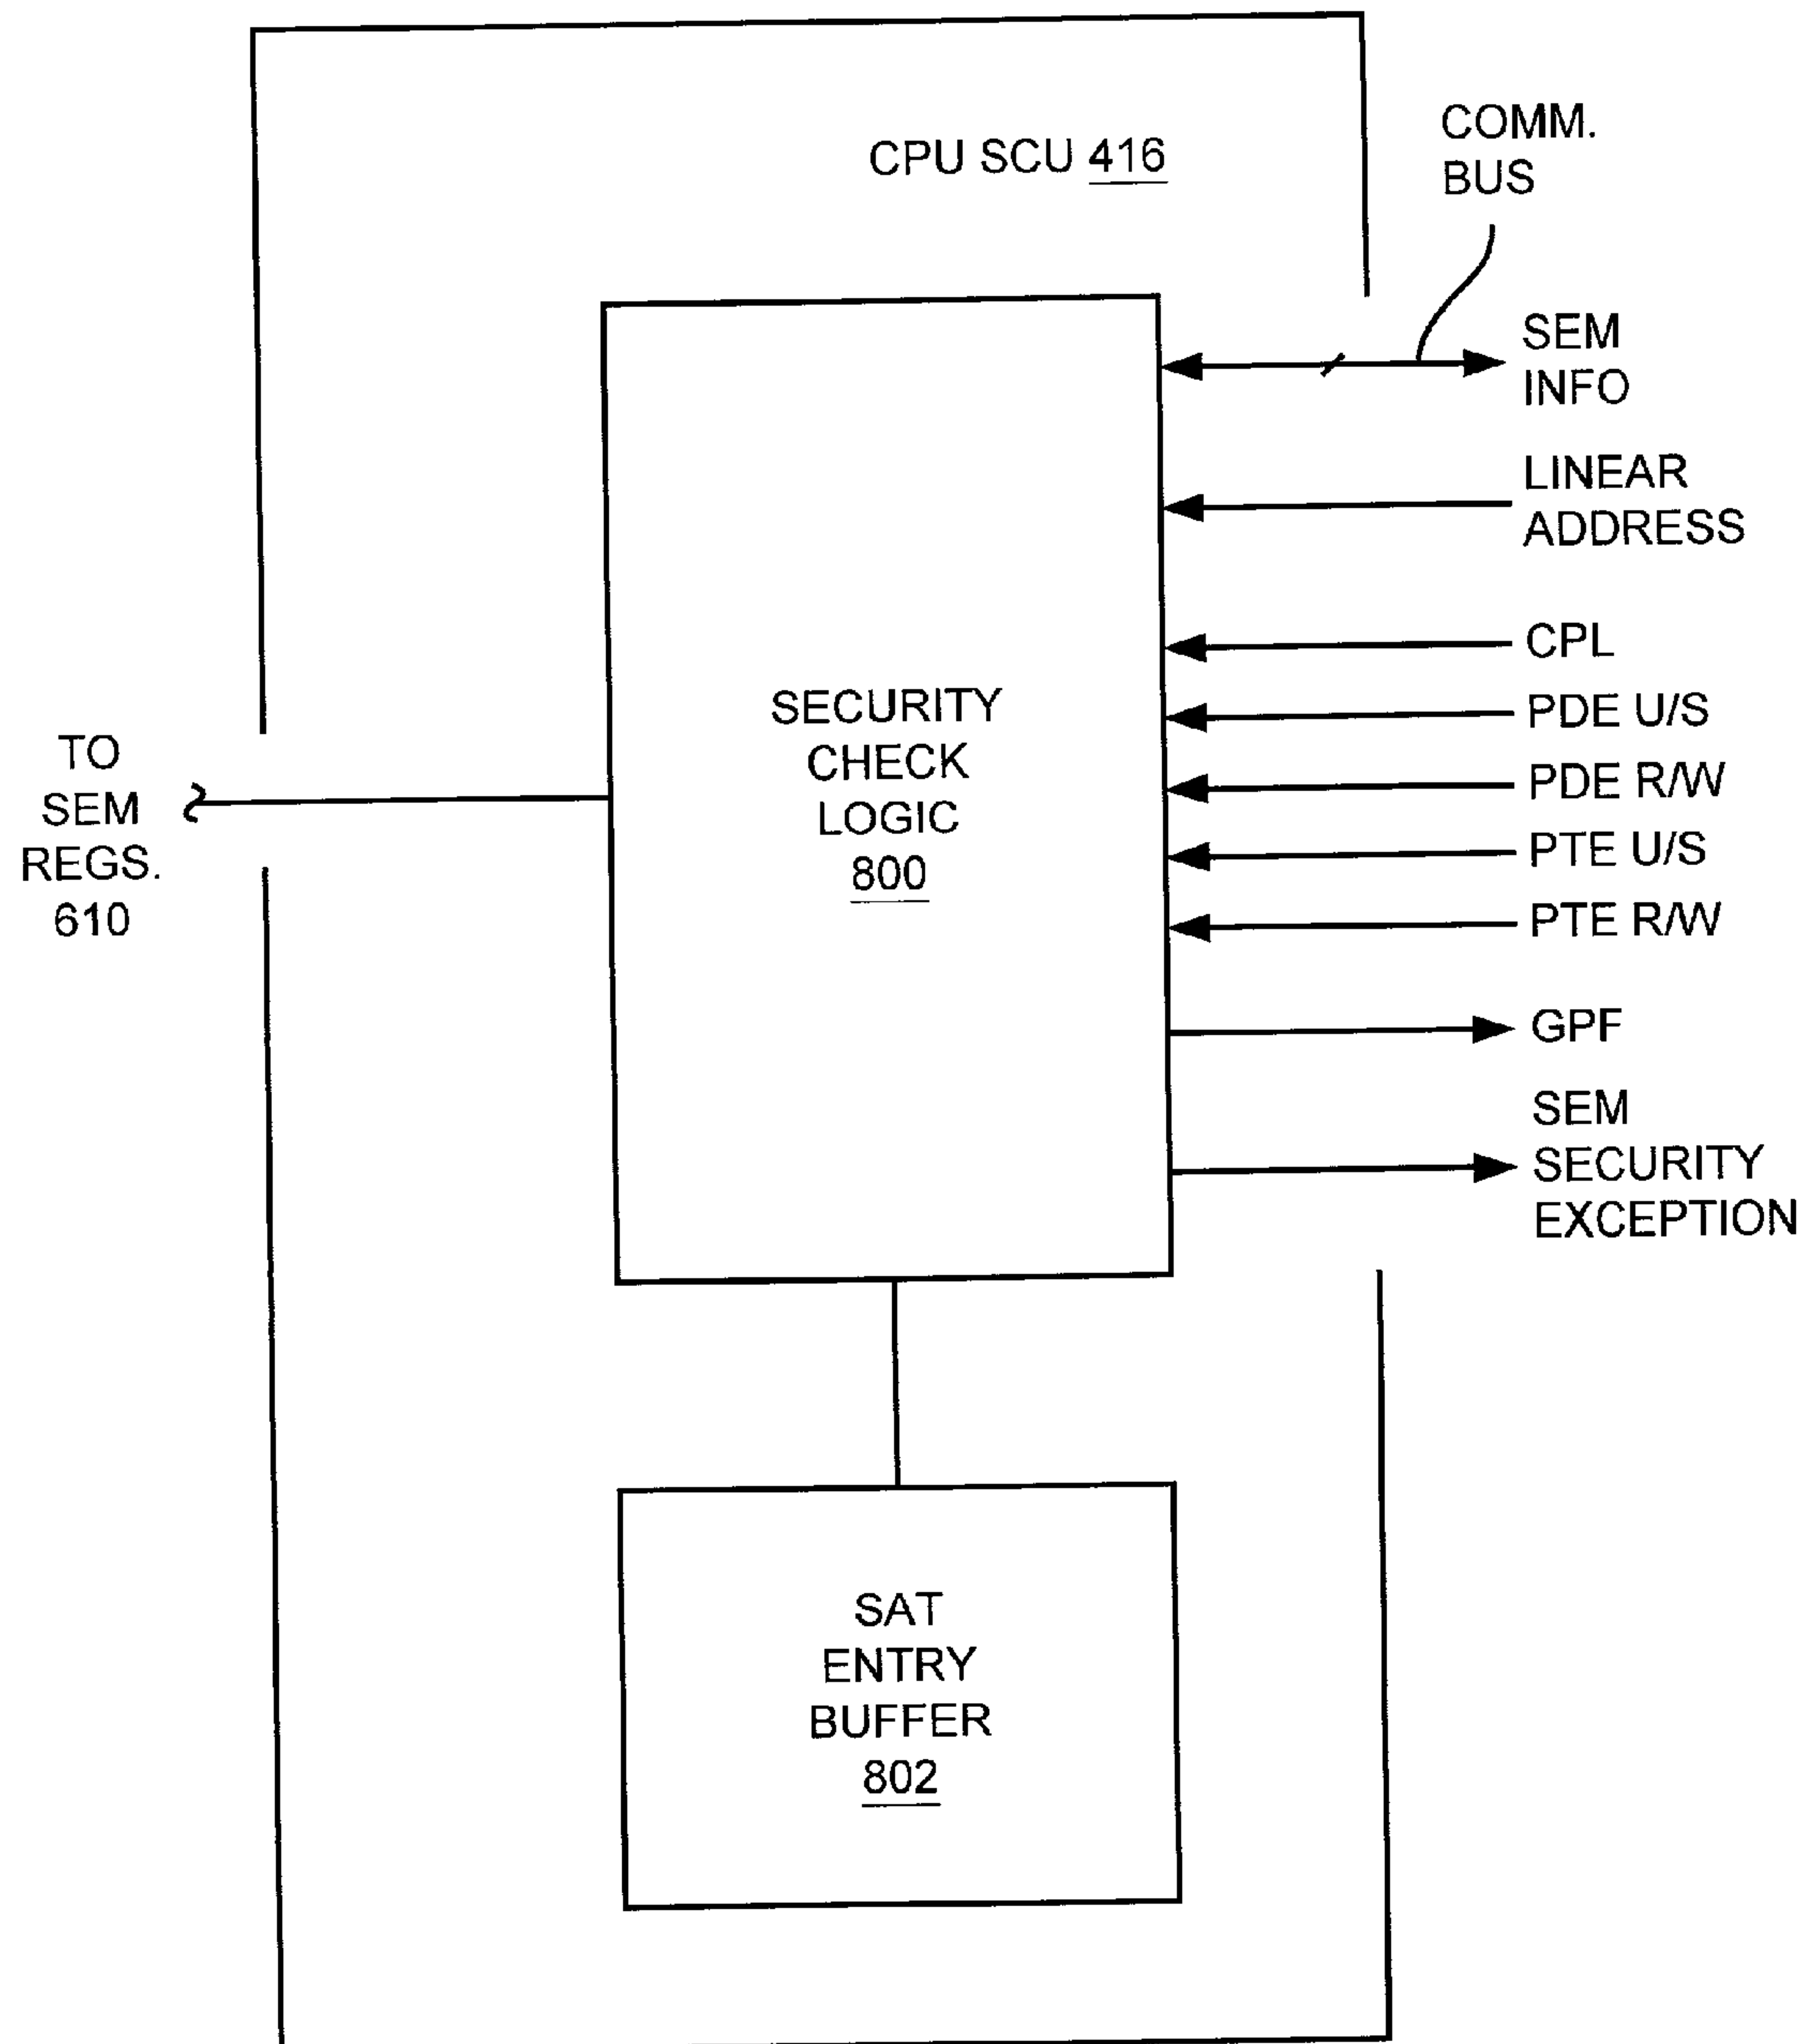 CPU SCU 416
COMM.
BUS
SEM
INFO
LINEAR
ADDRESS
CPL
PDE U/S
PDE R/W
PTE U/S
PTE R/W
GPF
SEM
SECURITY
EXCEPTION
SECURITY
CHECK
LOGIC
800
TO
SEM
REGS.
610
SAT
ENTRY
BUFFER
802